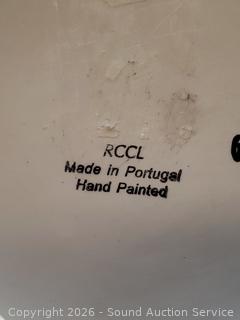 RCCL
Made in Portugal
Hand Painted
Copyright 2026 - Sound Auction Service